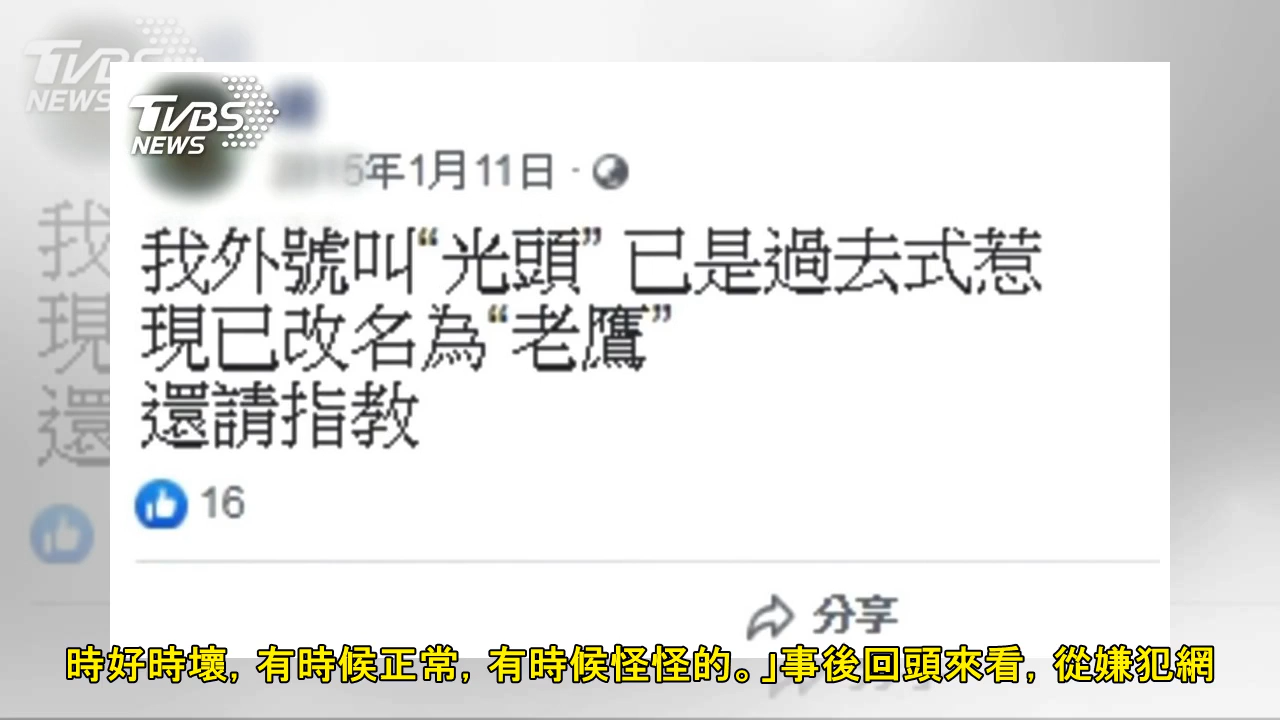 TVBS
NEWS
TVBS
NEWS
5年1月11日
我外號叫“光頭” 已是過去式惹
現已改名為“老鷹”
還請指教
16
分享
時好時壞, 有時候正常, 有時候怪怪的。」事後回頭來看, 從嫌犯網